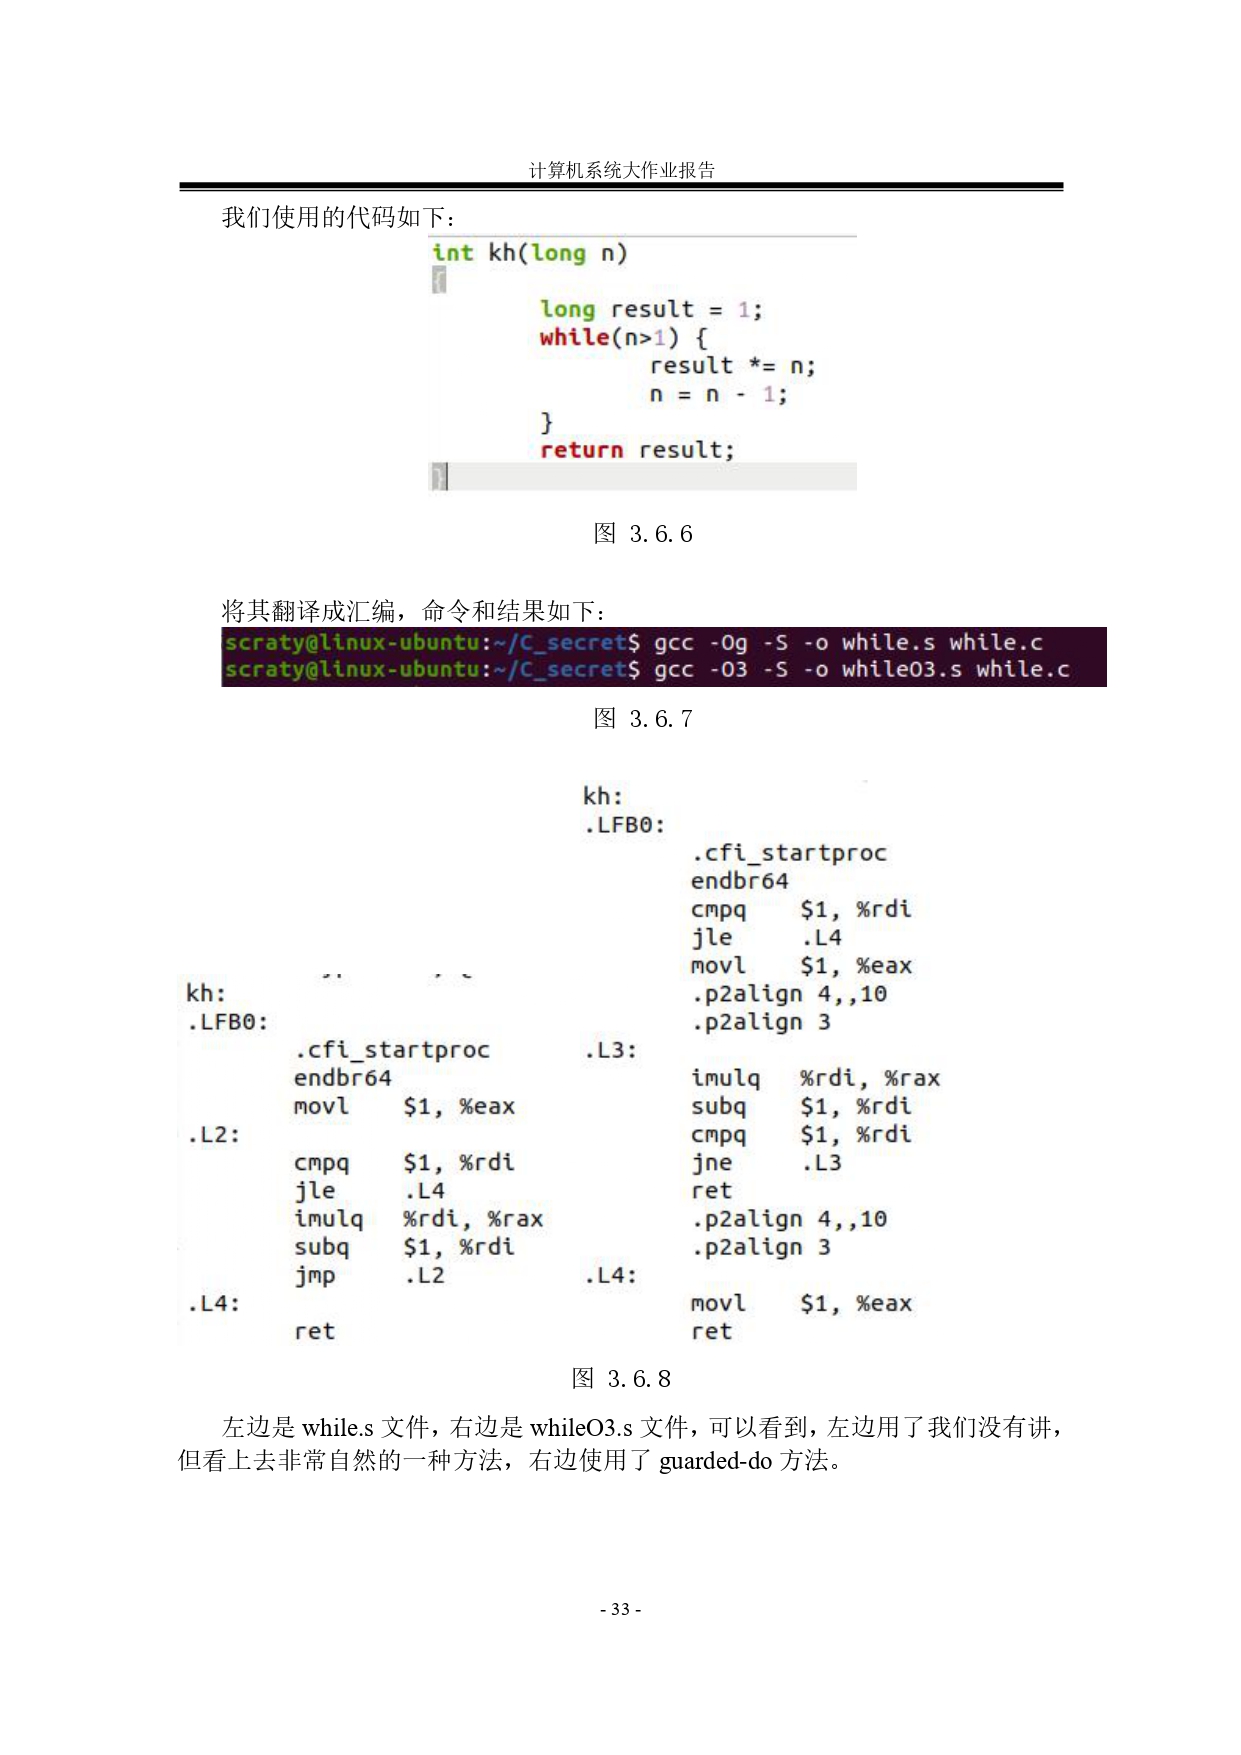 计算机系统大作业报告
我们使用的代码如下：
int kh(long n)
{
long result = 1;
while(n>1) {
result *= n;
n = n - 1;
}
return result;
}
图 3.6.6
将其翻译成汇编，命令和结果如下：
scraty@linux-ubuntu:~/C_secret$ gcc -Og -S -o while.s while.c
scraty@linux-ubuntu:~/C_secret$ gcc -O3 -S -o whileO3.s while.c
图 3.6.7
kh:
.LFB0:
.cfi_startproc
endbr64
movl $1, %eax
.L2:
cmpq $1, %rdi
jle .L4
imulq %rdi, %rax
subq $1, %rdi
jmp .L2
.L4:
ret
kh:
.LFB0:
.cfi_startproc
endbr64
cmpq $1, %rdi
jle .L4
movl $1, %eax
.p2align 4,,10
.p2align 3
.L3:
imulq %rdi, %rax
subq $1, %rdi
cmpq $1, %rdi
jne .L3
ret
.p2align 4,,10
.p2align 3
.L4:
movl $1, %eax
ret
图 3.6.8
左边是 while.s 文件，右边是 whileO3.s 文件，可以看到，左边用了我们没有讲，
但看上去非常自然的一种方法，右边使用了 guarded-do 方法。
- 33 -